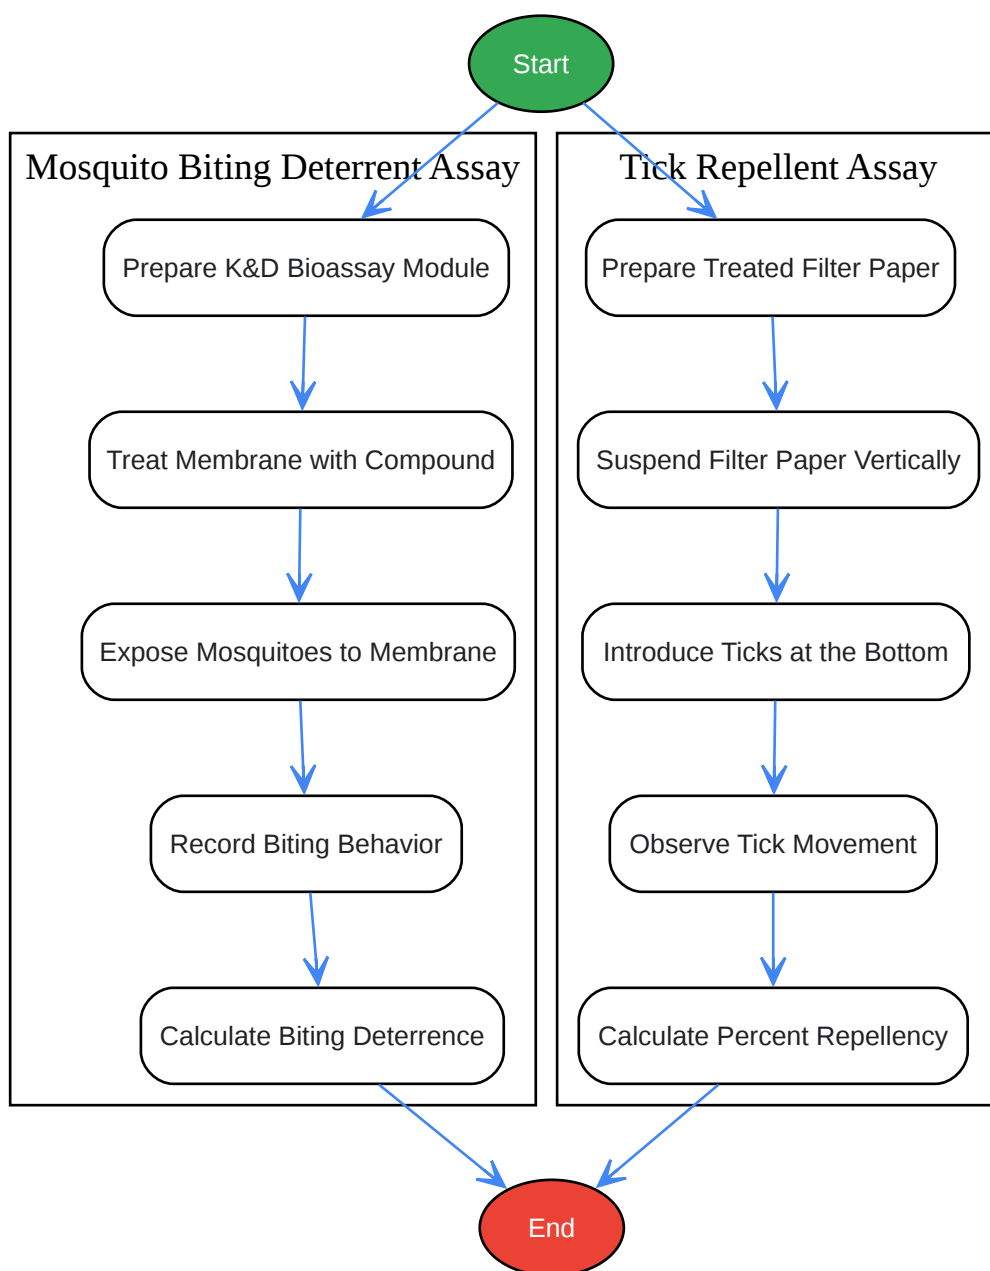 Start
Mosquito Biting Deterrent Assay
Prepare K&D Bioassay Module
Treat Membrane with Compound
Expose Mosquitoes to Membrane
Record Biting Behavior
Calculate Biting Deterrence
Tick Repellent Assay
Prepare Treated Filter Paper
Suspend Filter Paper Vertically
Introduce Ticks at the Bottom
Observe Tick Movement
Calculate Percent Repellency
End